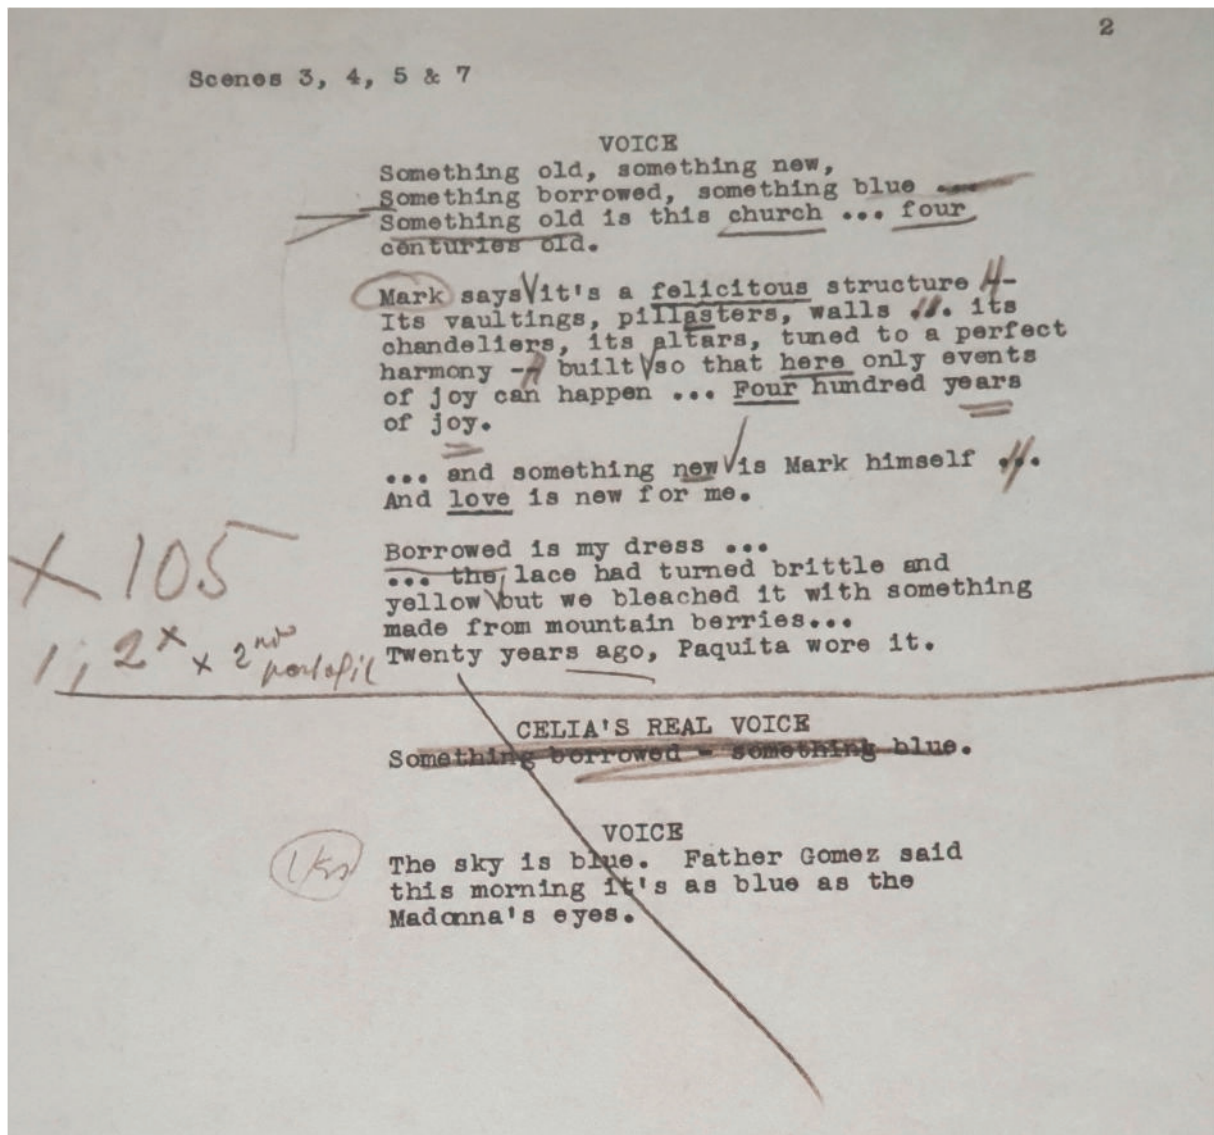 2
Scenes 3, 4, 5 & 7
VOICE
Something old, something new,
Something borrowed, something blue
Something old is this church ... four
centuries old.
Mark says it's a felicitous structure --
Its vaultings, pillasters, walls ... its
chandeliers, its altars, tuned to a perfect
harmony -- built so that here only events
of joy can happen ... Four hundred years
of joy.
... and something new is Mark himself ...
And love is new for me.
Borrowed is my dress ...
... the lace had turned brittle and
X 105
yellow but we bleached it with something
made from mountain berries...
1, 2x x 2nd
Twenty years ago, Paquita wore it.
CELIA'S REAL VOICE
Something borrowed - something blue.
VOICE
The sky is blue. Father Gomez said
this morning it's as blue as the
Madonna's eyes.